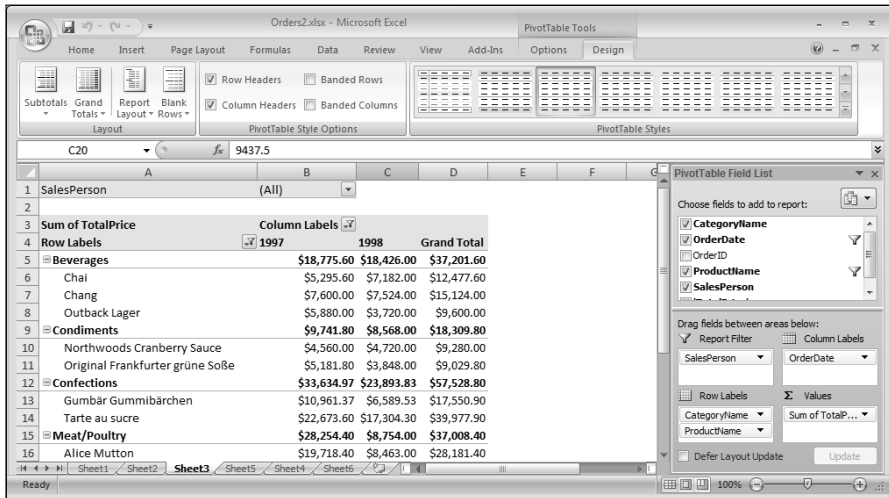 Orders2.xlsx - Microsoft Excel
PivotTable Tools
Home Insert Page Layout Formulas Data Review View Add-Ins Options Design
Subtotals Grand Totals Report Layout Blank Rows
Layout
Row Headers Banded Rows
Column Headers Banded Columns
PivotTable Style Options
PivotTable Styles
C20 fx 9437.5
A B C D E F G
1 SalesPerson (All)
2
3 Sum of TotalPrice Column Labels
4 Row Labels 1997 1998 Grand Total
5 Beverages $18,775.60 $18,426.00 $37,201.60
6 Chai $5,295.60 $7,182.00 $12,477.60
7 Chang $7,600.00 $7,524.00 $15,124.00
8 Outback Lager $5,880.00 $3,720.00 $9,600.00
9 Condiments $9,741.80 $8,568.00 $18,309.80
10 Northwoods Cranberry Sauce $4,560.00 $4,720.00 $9,280.00
11 Original Frankfurter grüne Soße $5,181.80 $3,848.00 $9,029.80
12 Confections $33,634.97 $23,893.83 $57,528.80
13 Gumbär Gummibärchen $10,961.37 $6,589.53 $17,550.90
14 Tarte au sucre $22,673.60 $17,304.30 $39,977.90
15 Meat/Poultry $28,254.40 $8,754.00 $37,008.40
16 Alice Mutton $19,718.40 $8,463.00 $28,181.40
Sheet1 Sheet2 Sheet3 Sheet5 Sheet4 Sheet6
Ready
100%
PivotTable Field List
Choose fields to add to report:
CategoryName
OrderDate
OrderID
ProductName
SalesPerson
Drag fields between areas below:
Report Filter Column Labels
SalesPerson OrderDate
Row Labels Σ Values
CategoryName Sum of TotalP...
ProductName
Defer Layout Update Update